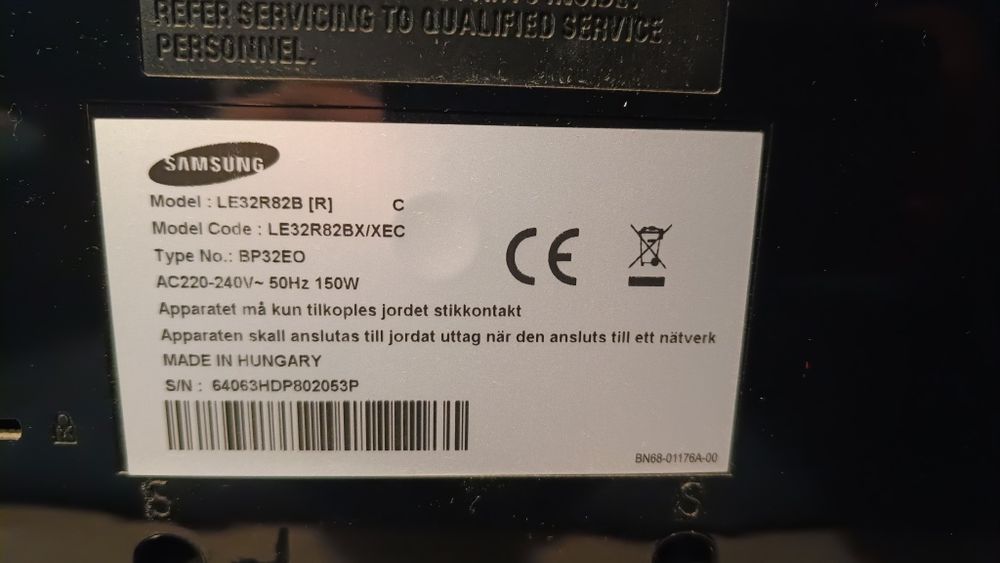 REFER SERVICING TO QUALIFIED SERVICE
PERSONNEL.
SAMSUNG
Model : LE32R82B [R] C
Model Code : LE32R82BX/XEC
Type No.: BP32EO
AC220-240V~ 50Hz 150W
Apparatet må kun tilkoples jordet stikkontakt
Apparaten skall anslutas till jordat uttag när den ansluts till ett nätverk
MADE IN HUNGARY
S/N : 64063HDP802053P
BN68-01176A-00